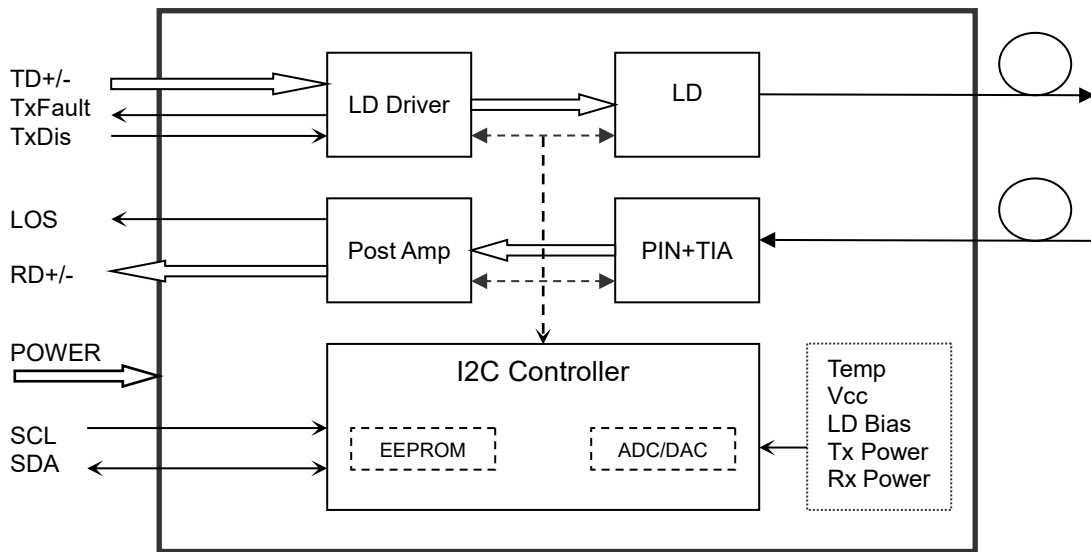 TD+/-
TxFault
TxDis
LD Driver
LD
LOS
RD+/-
Post Amp
PIN+TIA
POWER
SCL
SDA
I2C Controller
EEPROM
ADC/DAC
Temp
Vcc
LD Bias
Tx Power
Rx Power